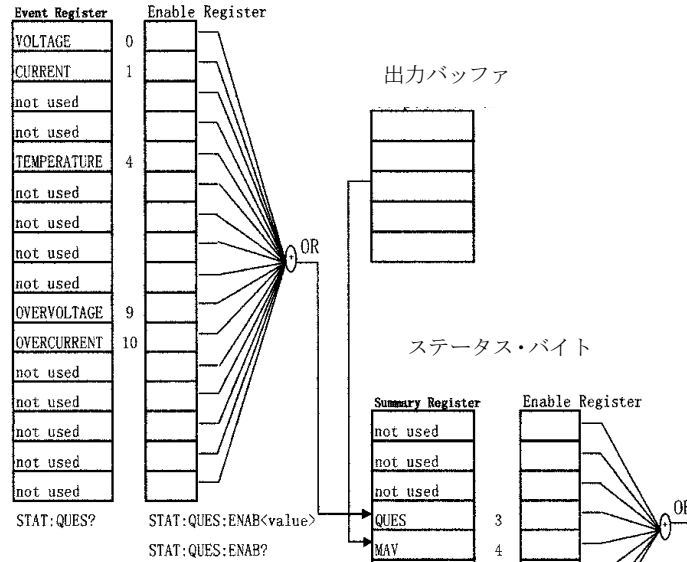 Event Register
Enable Register
VOLTAGE 0
CURRENT 1
not used
not used
TEMPERATURE 4
not used
not used
not used
not used
OVERVOLTAGE 9
OVERCURRENT 10
not used
not used
not used
not used
not used
STAT:QUES?
STAT:QUES:ENAB<value>
STAT:QUES:ENAB?
OR
出力バッファ
ステータス・バイト
Summary Register
Enable Register
not used
not used
not used
QUES 3
MAV 4
OR